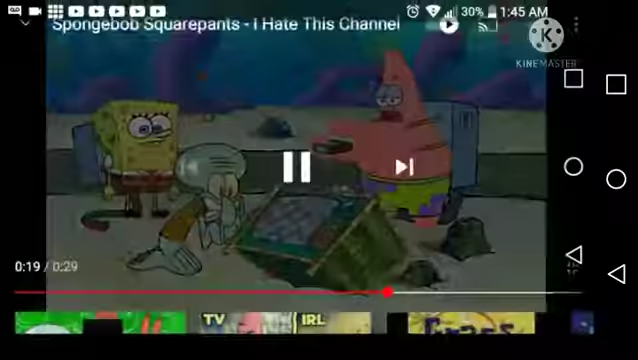 30% 1:45 AM
Spongebob Squarepants - I Hate This Channel
K
KINEMASTER
0:19 / 0:29
TV IRL